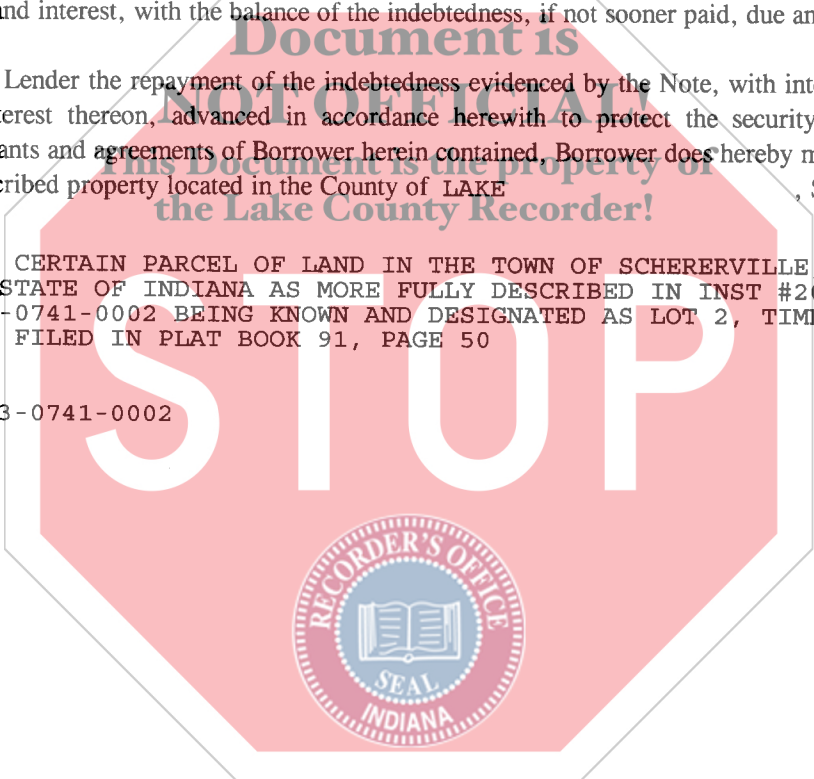 nd interest, with the balance of the indebtedness, if not sooner paid, due an
Document is
Lender the repayment of the indebtedness evidenced by the Note, with int
NOT OFFICIAL!
erest thereon, advanced in accordance herewith to protect the security
ants and agreements of Borrower herein contained, Borrower does hereby m
This Document is the property of
cribed property located in the County of LAKE , S
the Lake County Recorder!
CERTAIN PARCEL OF LAND IN THE TOWN OF SCHERERVILLE
STATE OF INDIANA AS MORE FULLY DESCRIBED IN INST #20
-0741-0002 BEING KNOWN AND DESIGNATED AS LOT 2, TIM
FILED IN PLAT BOOK 91, PAGE 50
3-0741-0002
STOP
RECORDER'S OFFICE
SEAL
INDIANA